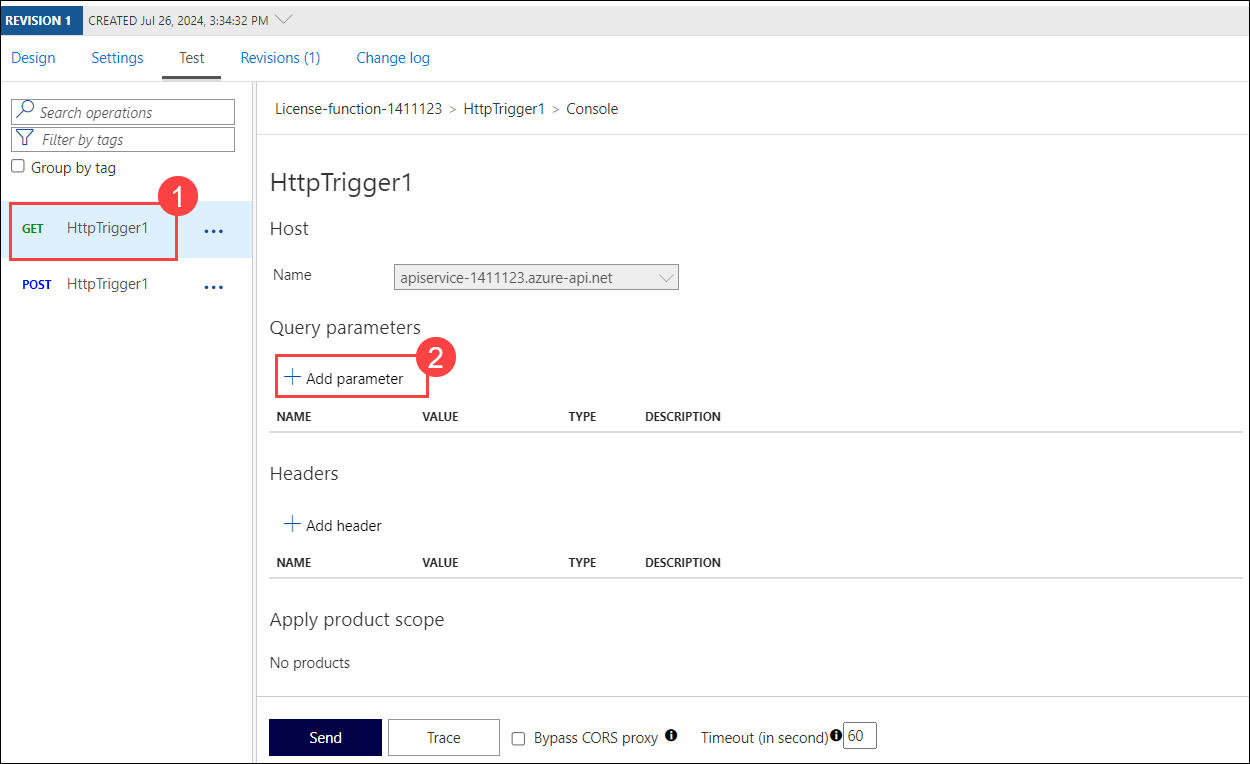 REVISION 1 CREATED Jul 26, 2024, 3:34:32 PM
Design Settings Test Revisions (1) Change log
Search operations
Filter by tags
Group by tag
1
GET HttpTrigger1 ...
POST HttpTrigger1 ...
License-function-1411123 > HttpTrigger1 > Console
HttpTrigger1
Host
Name apiservice-1411123.azure-api.net
Query parameters
2
+ Add parameter
NAME VALUE TYPE DESCRIPTION
Headers
+ Add header
NAME VALUE TYPE DESCRIPTION
Apply product scope
No products
Send Trace Bypass CORS proxy i Timeout (in second) i 60